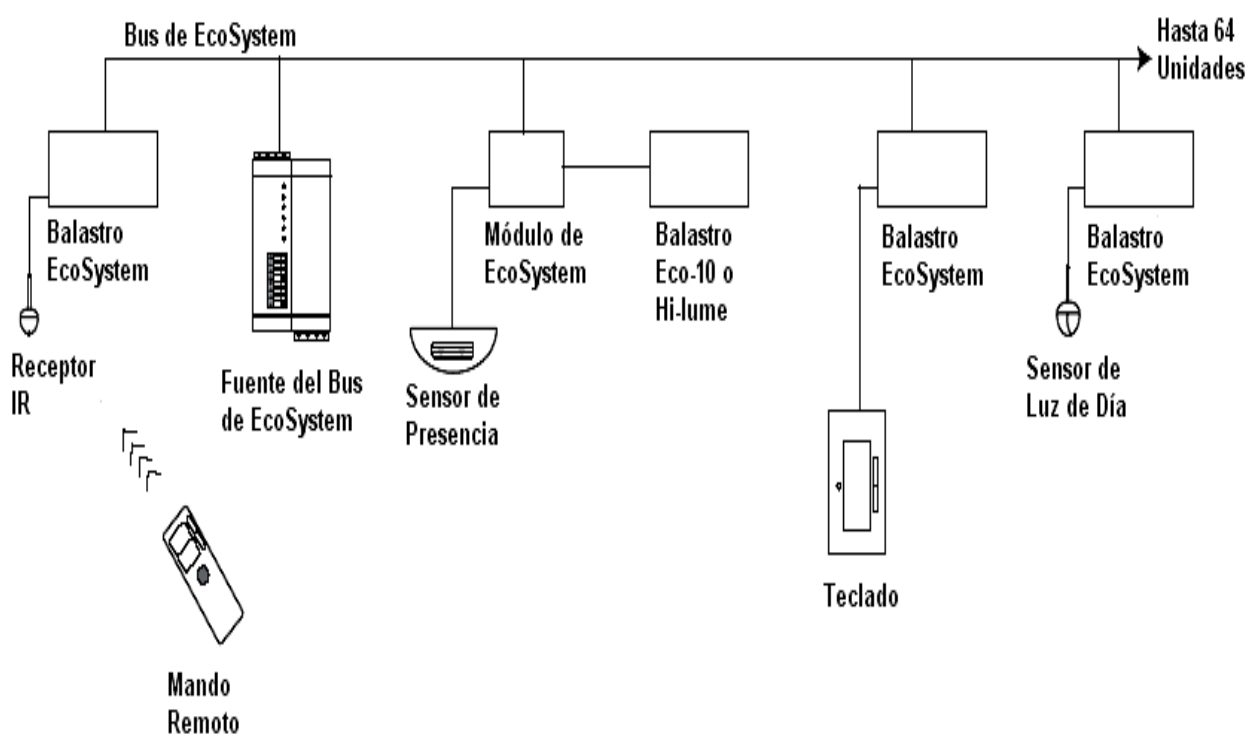 Bus de EcoSystem
Hasta 64
Unidades
Balastro
EcoSystem
Receptor
IR
Fuente del Bus
de EcoSystem
Módulo de
EcoSystem
Balastro
Eco-10 o
Hi-lume
Sensor de
Presencia
Balastro
EcoSystem
Teclado
Balastro
EcoSystem
Sensor de
Luz de Día
Mando
Remoto